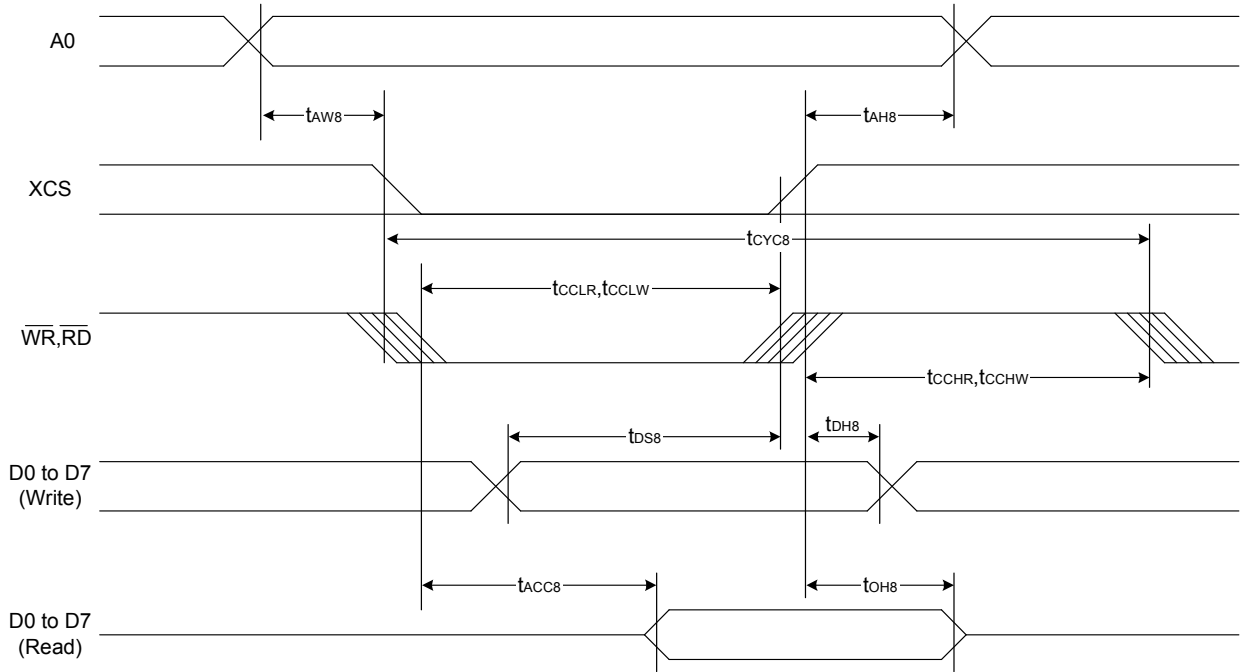 A0
tAW8
tAH8
XCS
tCYC8
tCCLR,tCCLW
WR,RD
tCCHR,tCCHW
tDS8
tDH8
D0 to D7
(Write)
tACC8
tOH8
D0 to D7
(Read)